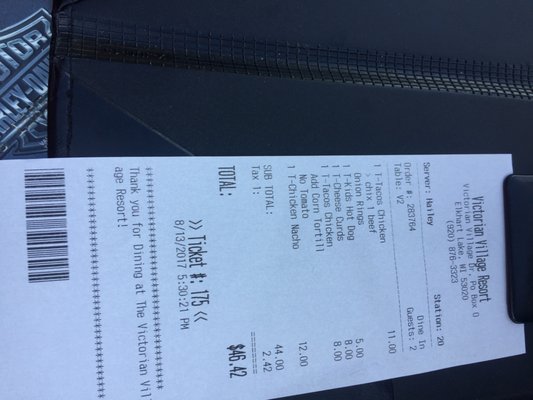 Victorian Village Resort
Victorian Village Dr. Po Box O
Elkhart Lake, WI 53020
(920) 876-3323
Server: Hailey Station: 20
Order #: 283764 Dine In
Table: V2 Guests: 2
1 T-Tacos Chicken 11.00
> chix 1 beef
Onion Rings
1 T-Kids Hot Dog 5.00
1 T-Cheese Curds 8.00
1 T-Tacos Chicken 8.00
Add Corn Tortill
No Tomato
1 T-Chicken Nacho 12.00
SUB TOTAL: 44.00
Tax 1: 2.42
========
TOTAL: $46.42
>> Ticket #: 175 <<
8/13/2017 5:30:21 PM
Thank you for Dining at The Victorian Vill
age Resort!